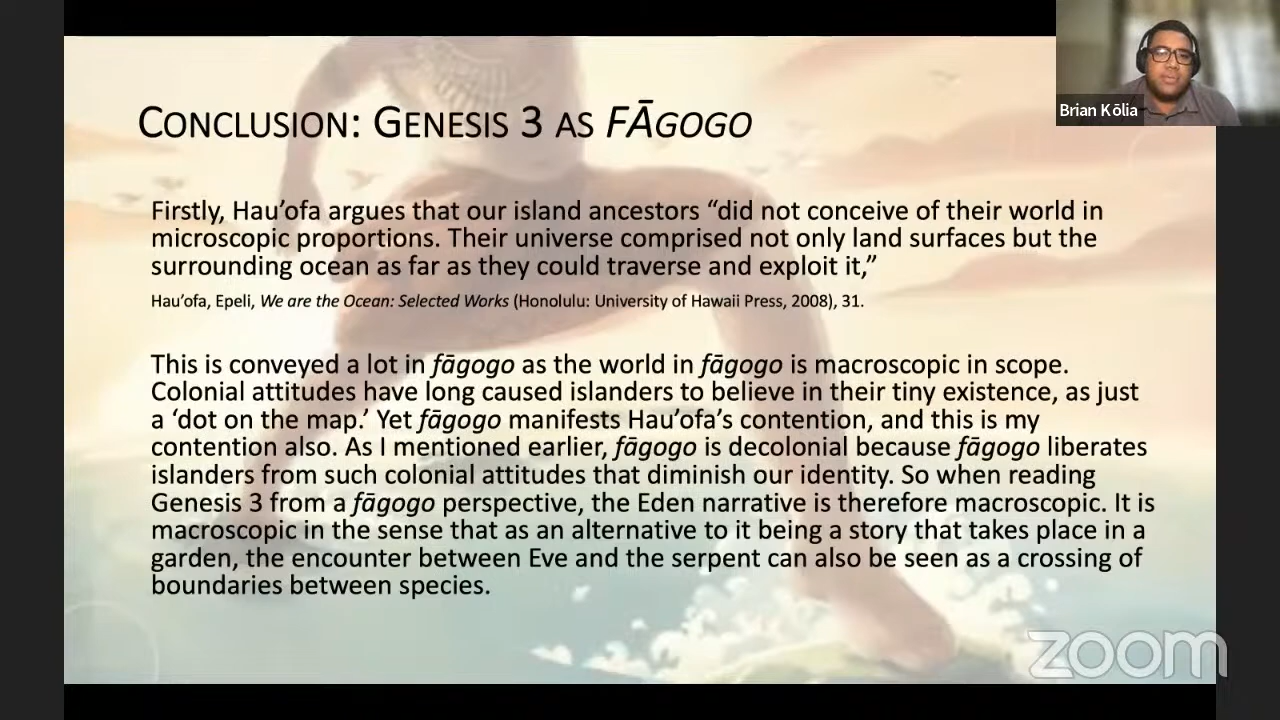 Brian Kōlia
CONCLUSION: GENESIS 3 AS FĀGOGO
Firstly, Hau’ofa argues that our island ancestors “did not conceive of their world in
microscopic proportions. Their universe comprised not only land surfaces but the
surrounding ocean as far as they could traverse and exploit it,”
Hau’ofa, Epeli, We are the Ocean: Selected Works (Honolulu: University of Hawaii Press, 2008), 31.
This is conveyed a lot in fāgogo as the world in fāgogo is macroscopic in scope.
Colonial attitudes have long caused islanders to believe in their tiny existence, as just
a ‘dot on the map.’ Yet fāgogo manifests Hau’ofa’s contention, and this is my
contention also. As I mentioned earlier, fāgogo is decolonial because fāgogo liberates
islanders from such colonial attitudes that diminish our identity. So when reading
Genesis 3 from a fāgogo perspective, the Eden narrative is therefore macroscopic. It is
macroscopic in the sense that as an alternative to it being a story that takes place in a
garden, the encounter between Eve and the serpent can also be seen as a crossing of
boundaries between species.
zoom